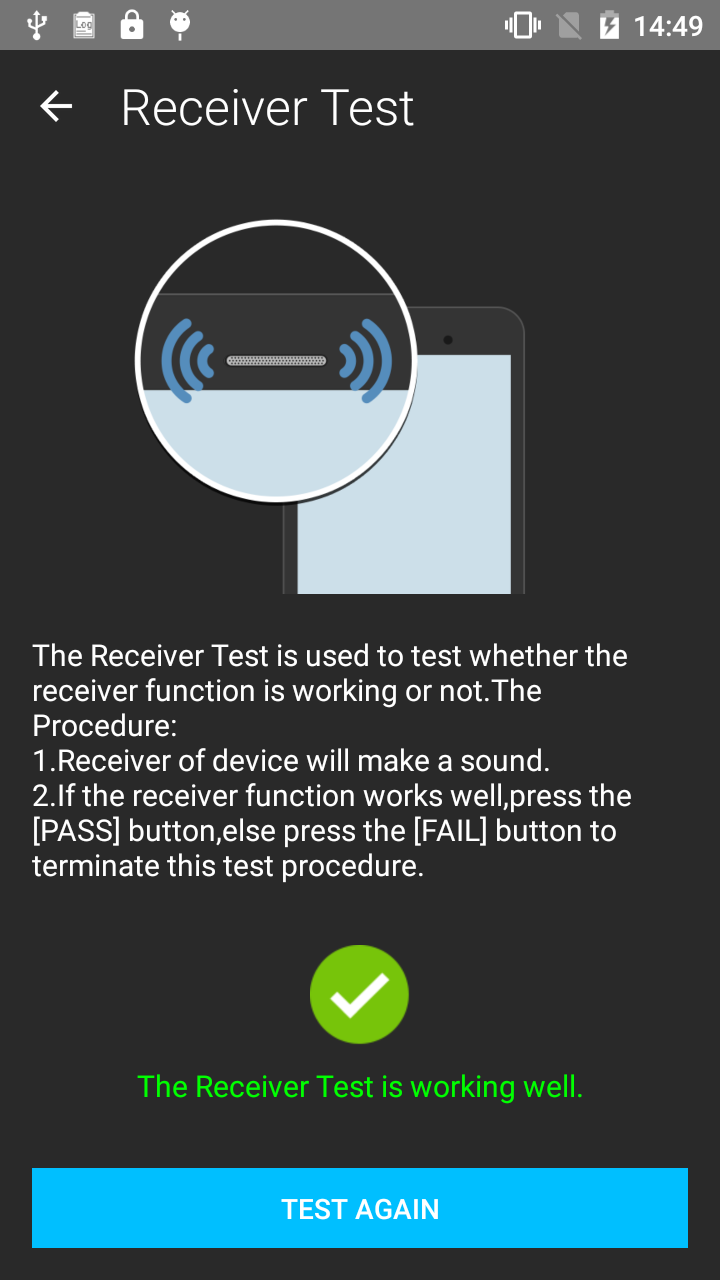 Log
14:49
Receiver Test
The Receiver Test is used to test whether the
receiver function is working or not.The
Procedure:
1.Receiver of device will make a sound.
2.If the receiver function works well,press the
[PASS] button,else press the [FAIL] button to
terminate this test procedure.
The Receiver Test is working well.
TEST AGAIN